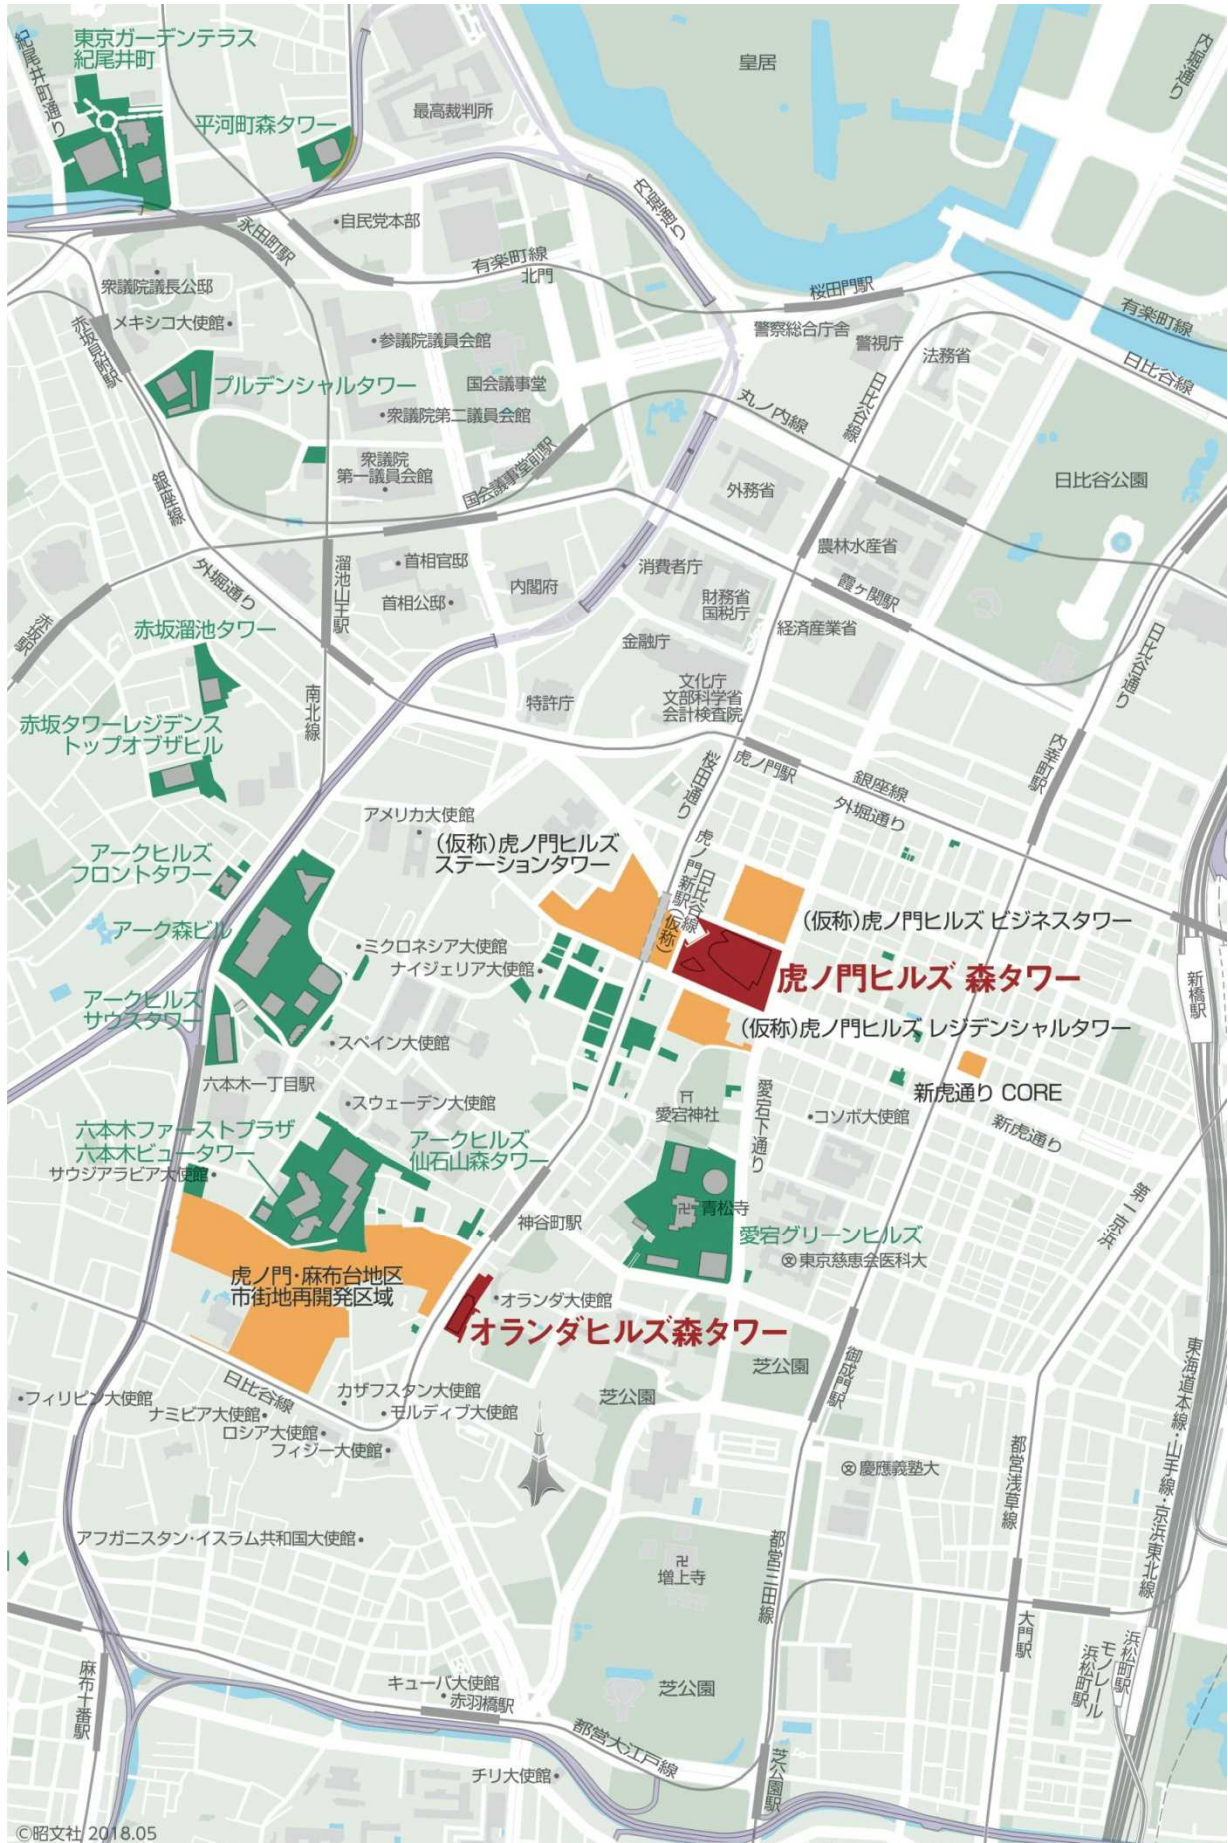 東京ガーデンテラス
紀尾井町
紀尾井町通り
平河町森タワー
最高裁判所
皇居
内堀通り
内堀通り
自民党本部
永田町駅
有楽町線
北門
桜田門駅
有楽町線
衆議院議長公邸
メキシコ大使館
赤坂見附駅
参議院議員会館
警察総合庁舎
警視庁
法務省
日比谷線
プルデンシャルタワー
国会議事堂
衆議院第二議員会館
丸ノ内線
日比谷線
衆議院
第一議員会館
国会議事堂前駅
外務省
日比谷公園
銀座線
農林水産省
外堀通り
溜池山王駅
首相官邸
首相公邸
内閣府
消費者庁
財務省
国税庁
霞ヶ関駅
経済産業省
赤坂駅
赤坂溜池タワー
金融庁
日比谷通り
文化庁
文部科学省
会計検査院
特許庁
南北線
赤坂タワーレジデンス
トップオブザヒル
桜田通り
虎ノ門駅
内幸町駅
銀座線
外堀通り
アメリカ大使館
(仮称)虎ノ門ヒルズ
ステーションタワー
日比谷線
虎ノ門新駅(仮称)
アークヒルズ
フロントタワー
アーク森ビル
(仮称)虎ノ門ヒルズ ビジネスタワー
ミクロネシア大使館
ナイジェリア大使館
虎ノ門ヒルズ 森タワー
新橋駅
アークヒルズ
サウスタワー
(仮称)虎ノ門ヒルズ レジデンシャルタワー
スペイン大使館
六本木一丁目駅
新虎通り CORE
スウェーデン大使館
愛宕神社
愛宕下通り
コソボ大使館
新虎通り
六本木ファーストプラザ
六本木ビュータワー
アークヒルズ
仙石山森タワー
サウジアラビア大使館
第一京浜
神谷町駅
卍 青松寺
愛宕グリーンヒルズ
東京慈恵会医科大
虎ノ門・麻布台地区
市街地再開発区域
オランダ大使館
オランダヒルズ森タワー
芝公園
御成門駅
日比谷線
カザフスタン大使館
芝公園
フィリピン大使館
ナミビア大使館
モルディブ大使館
ロシア大使館
フィジー大使館
慶應義塾大
都営浅草線
東海道本線・山手線・京浜東北線
アフガニスタン・イスラム共和国大使館
卍
増上寺
都営三田線
大門駅
浜松町駅
モノレール
浜松町駅
麻布十番駅
キューバ大使館
赤羽橋駅
芝公園
都営大江戸線
チリ大使館
芝公園駅
©昭文社 2018.05